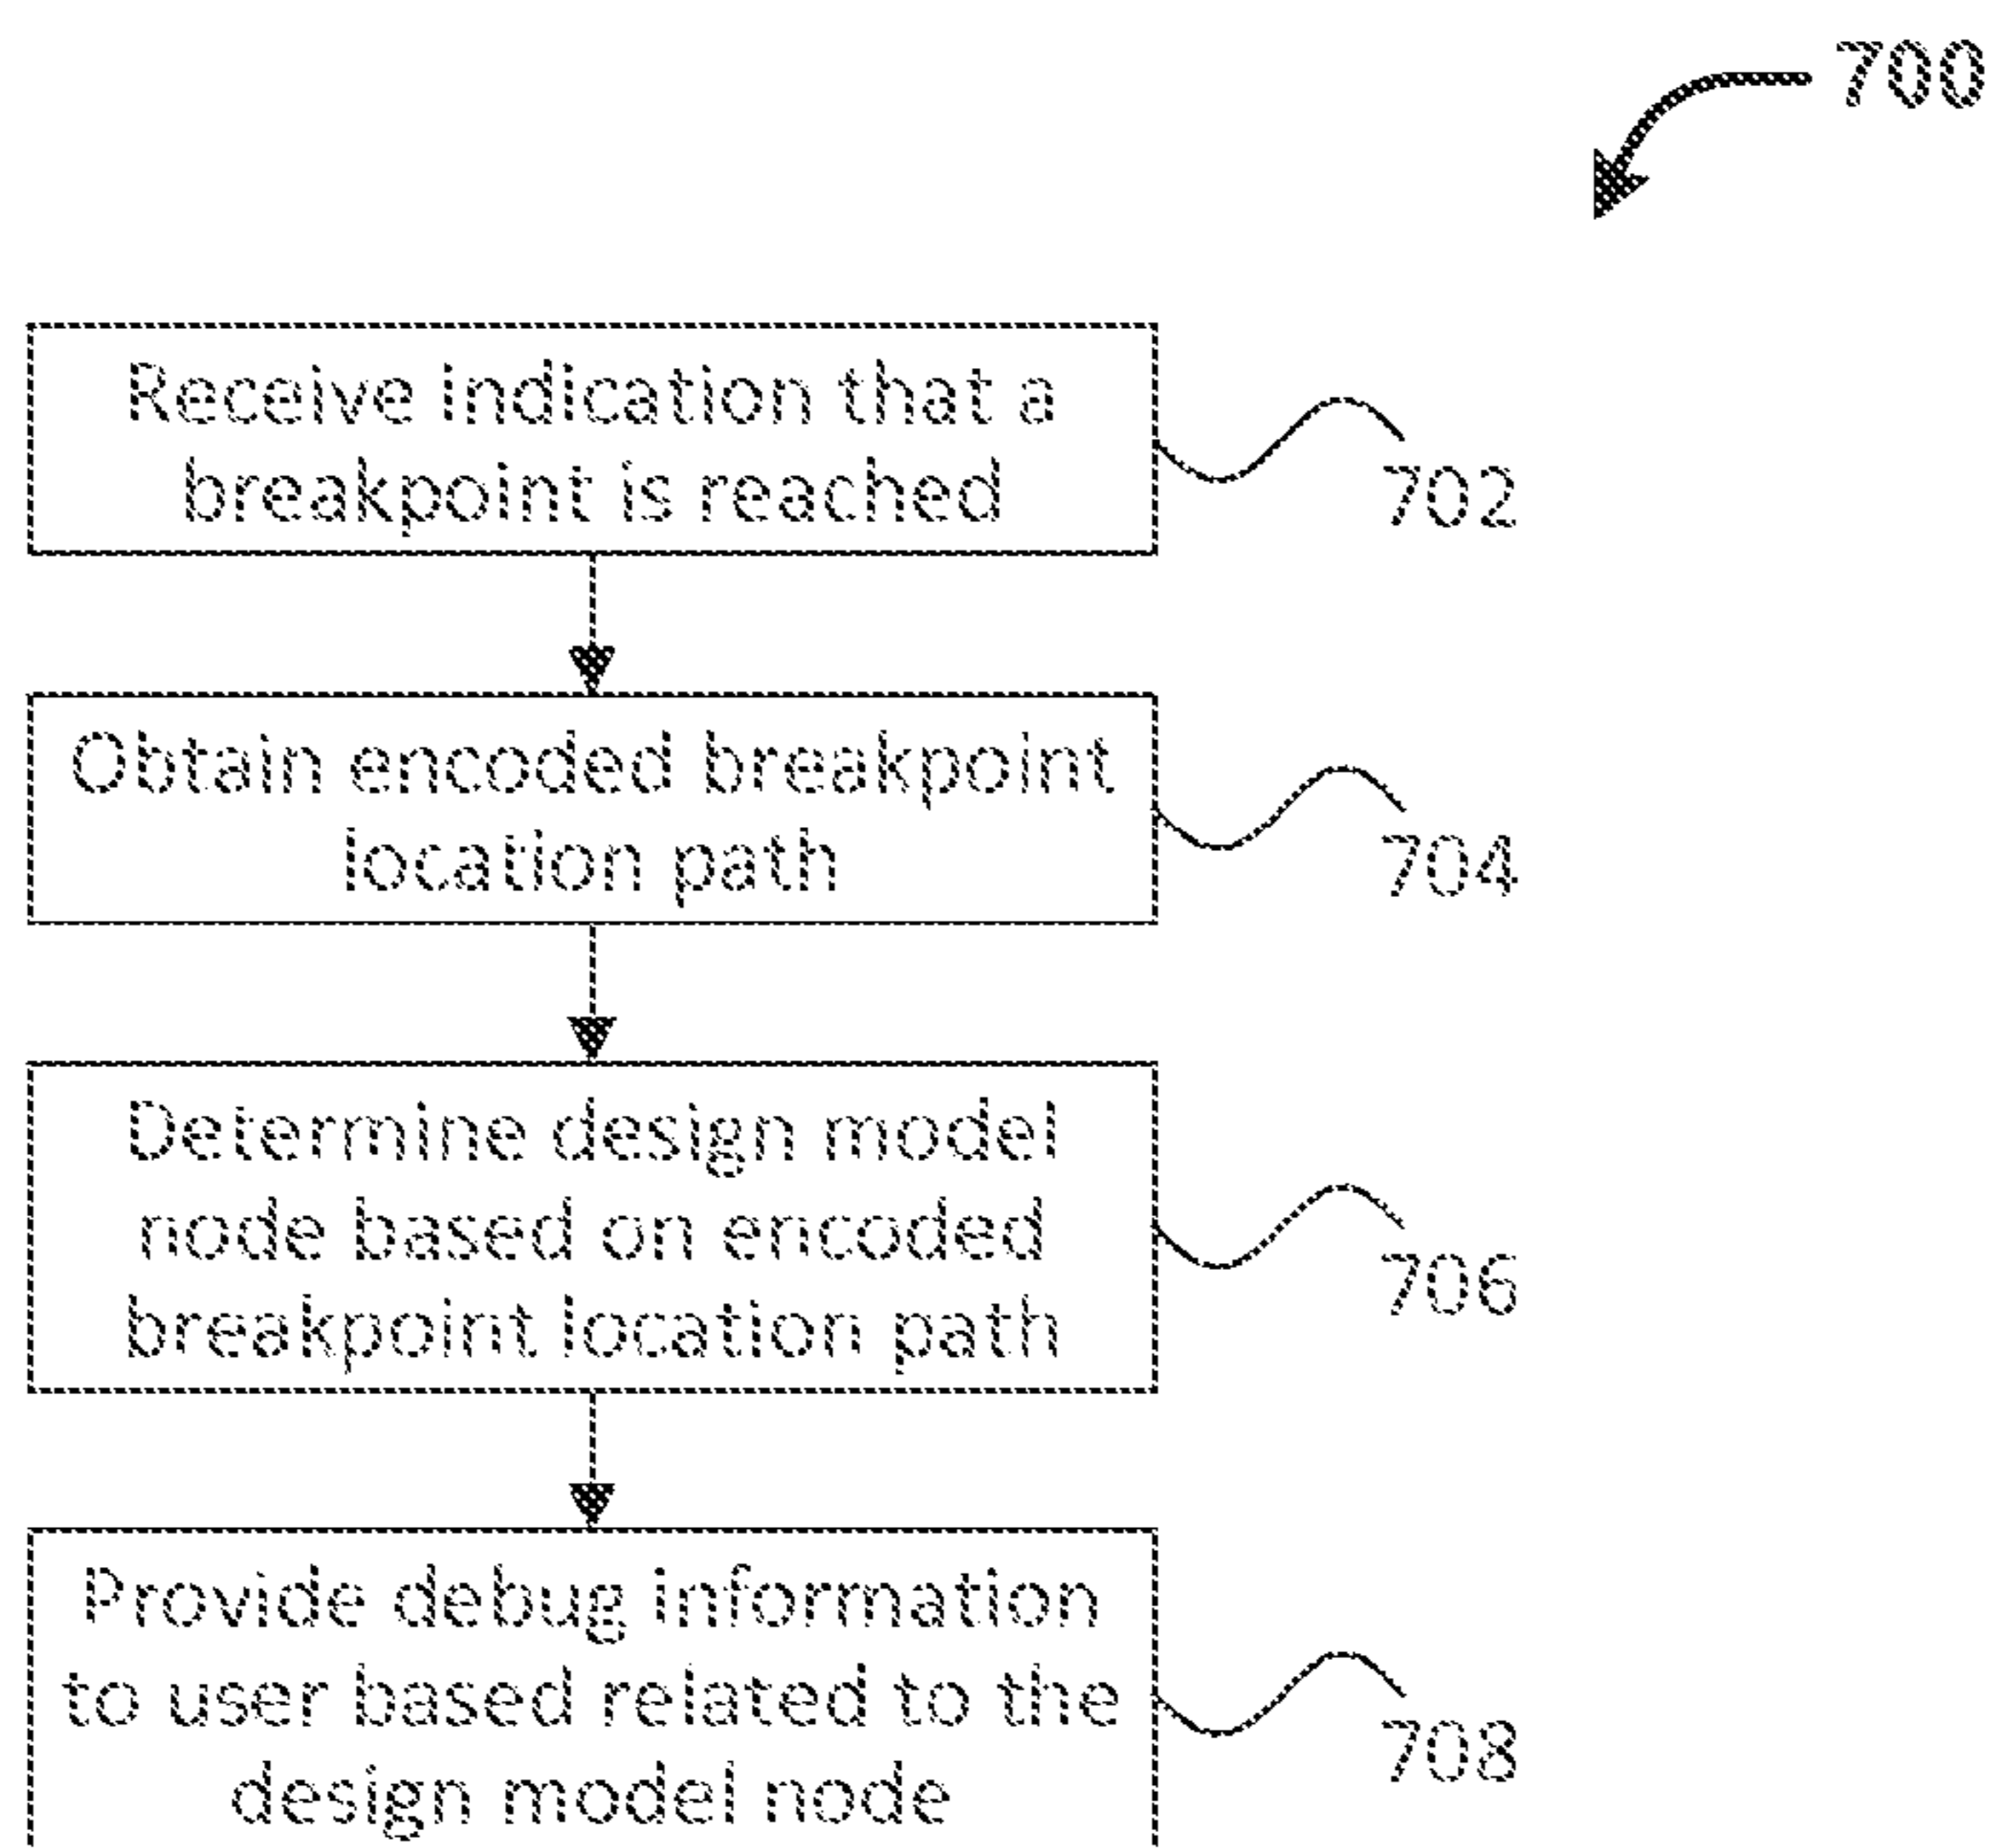 700
Receive indication that a
breakpoint is reached
702
Obtain encoded breakpoint
location path
704
Determine design model
node based on encoded
breakpoint location path
706
Provide debug information
to user based related to the
design model node
708